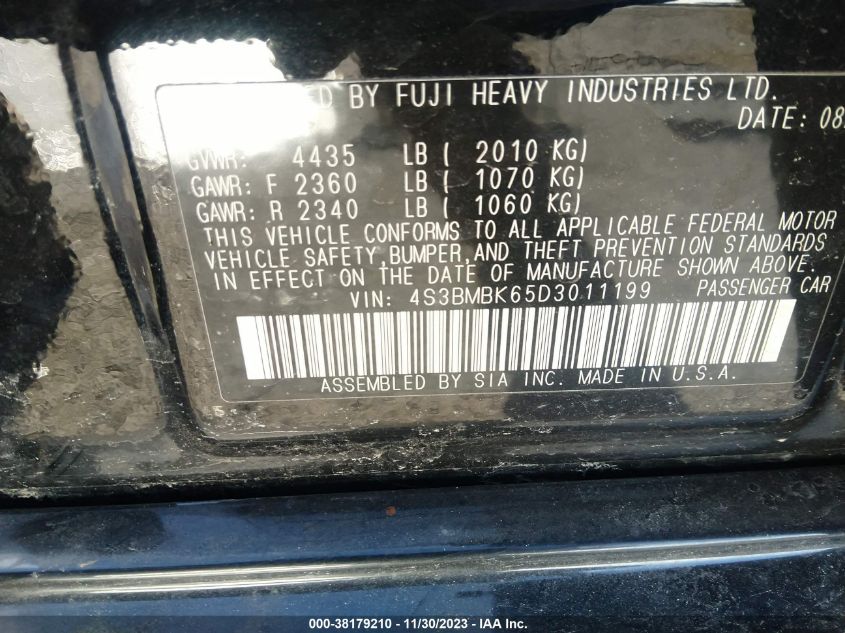 BY FUJI HEAVY INDUSTRIES LTD.
DATE: 08
GVWR: 4435 LB ( 2010 KG)
GAWR: F 2360 LB ( 1070 KG)
GAWR: R 2340 LB ( 1060 KG)
THIS VEHICLE CONFORMS TO ALL APPLICABLE FEDERAL MOTOR
VEHICLE SAFETY, BUMPER, AND THEFT PREVENTION STANDARDS
IN EFFECT ON THE DATE OF MANUFACTURE SHOWN ABOVE.
VIN: 4S3BMBK65D3011199 PASSENGER CAR
ASSEMBLED BY SIA INC. MADE IN U.S.A.
000-38179210 - 11/30/2023 - IAA Inc.